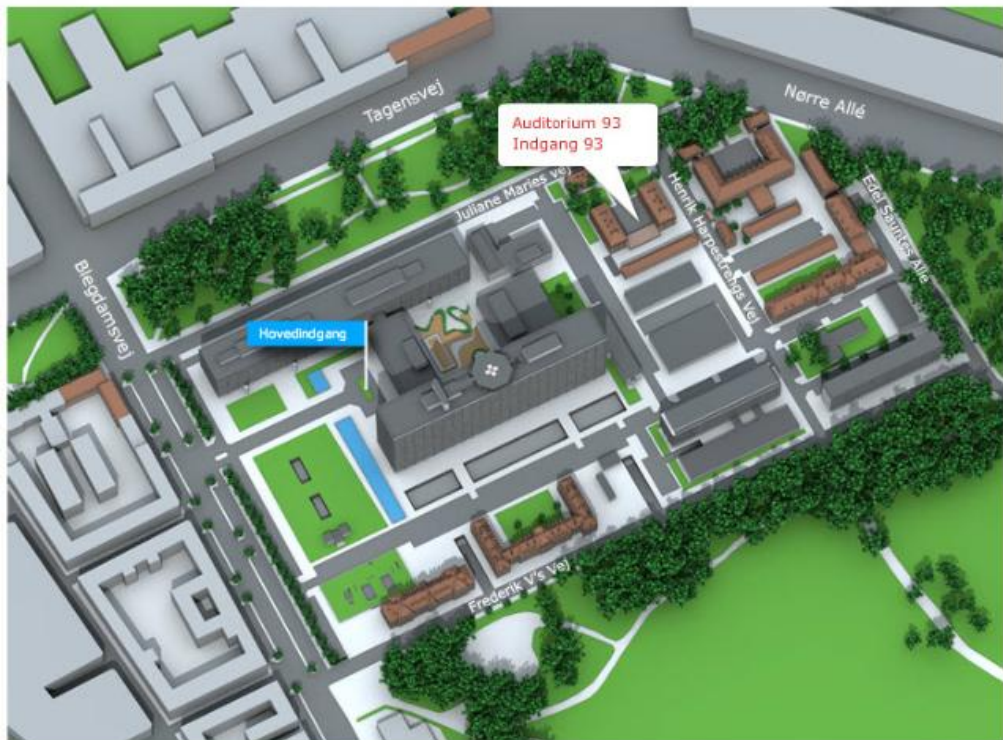 Tagensvej
Nørre Allé
Auditorium 93
Indgang 93
Juliane Maries vej
Henrik Harpestrengs Vej
Edel Sauntes Alle
Blegdamsvej
Hovedindgang
Frederik V's Vej